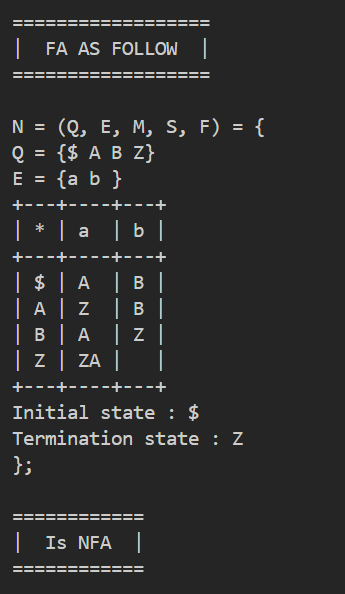 ===================
|  FA AS FOLLOW  |
===================
N = (Q, E, M, S, F) = {
Q = {$ A B Z}
E = {a b }
+---+----+---+
| * | a  | b |
+---+----+---+
| $ | A  | B |
| A | Z  | B |
| B | A  | Z |
| Z | ZA |   |
+---+----+---+
Initial state : $
Termination state : Z
};
============
|  Is NFA  |
============